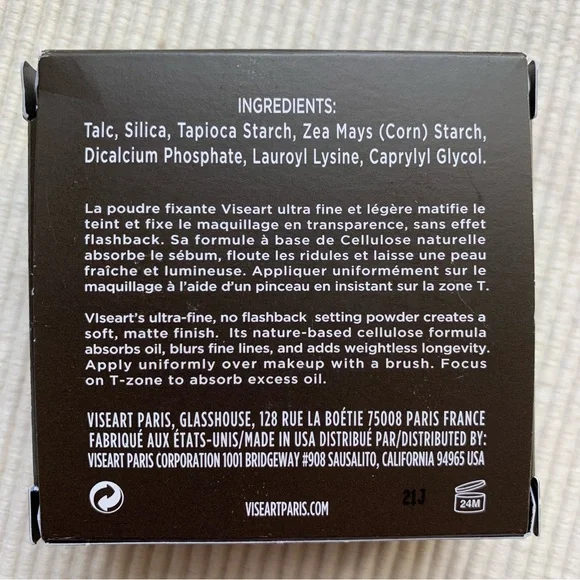 INGREDIENTS:
Talc, Silica, Tapioca Starch, Zea Mays (Corn) Starch,
Dicalcium Phosphate, Lauroyl Lysine, Caprylyl Glycol.
La poudre fixante Viseart ultra fine et légère matifie le
teint et fixe le maquillage en transparence, sans effet
flashback. Sa formule à base de Cellulose naturelle
absorbe le sébum, floute les ridules et laisse une peau
fraîche et lumineuse. Appliquer uniformément sur le
maquillage à l'aide d'un pinceau en insistant sur la zone T.
VIseart's ultra-fine, no flashback setting powder creates a
soft, matte finish. Its nature-based cellulose formula
absorbs oil, blurs fine lines, and adds weightless longevity.
Apply uniformly over makeup with a brush. Focus
on T-zone to absorb excess oil.
VISEART PARIS, GLASSHOUSE, 128 RUE LA BOÉTIE 75008 PARIS FRANCE
FABRIQUÉ AUX ÉTATS-UNIS/MADE IN USA DISTRIBUÉ PAR/DISTRIBUTED BY:
VISEART PARIS CORPORATION 1001 BRIDGEWAY #908 SAUSALITO, CALIFORNIA 94965 USA
VISEARTPARIS.COM
21J
24M